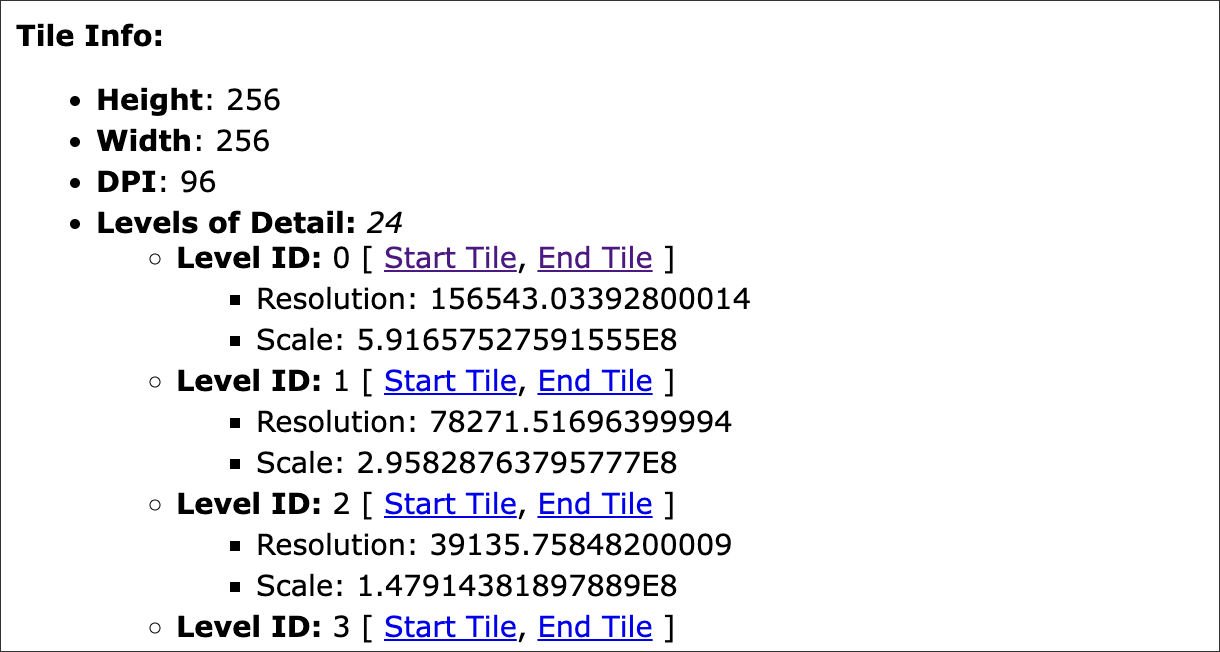 Tile Info:
Height: 256
Width: 256
DPI: 96
Levels of Detail: 24
Level ID: 0 [ Start Tile, End Tile ]
Resolution: 156543.03392800014
Scale: 5.91657527591555E8
Level ID: 1 [ Start Tile, End Tile ]
Resolution: 78271.51696399994
Scale: 2.95828763795777E8
Level ID: 2 [ Start Tile, End Tile ]
Resolution: 39135.75848200009
Scale: 1.47914381897889E8
Level ID: 3 [ Start Tile, End Tile ]